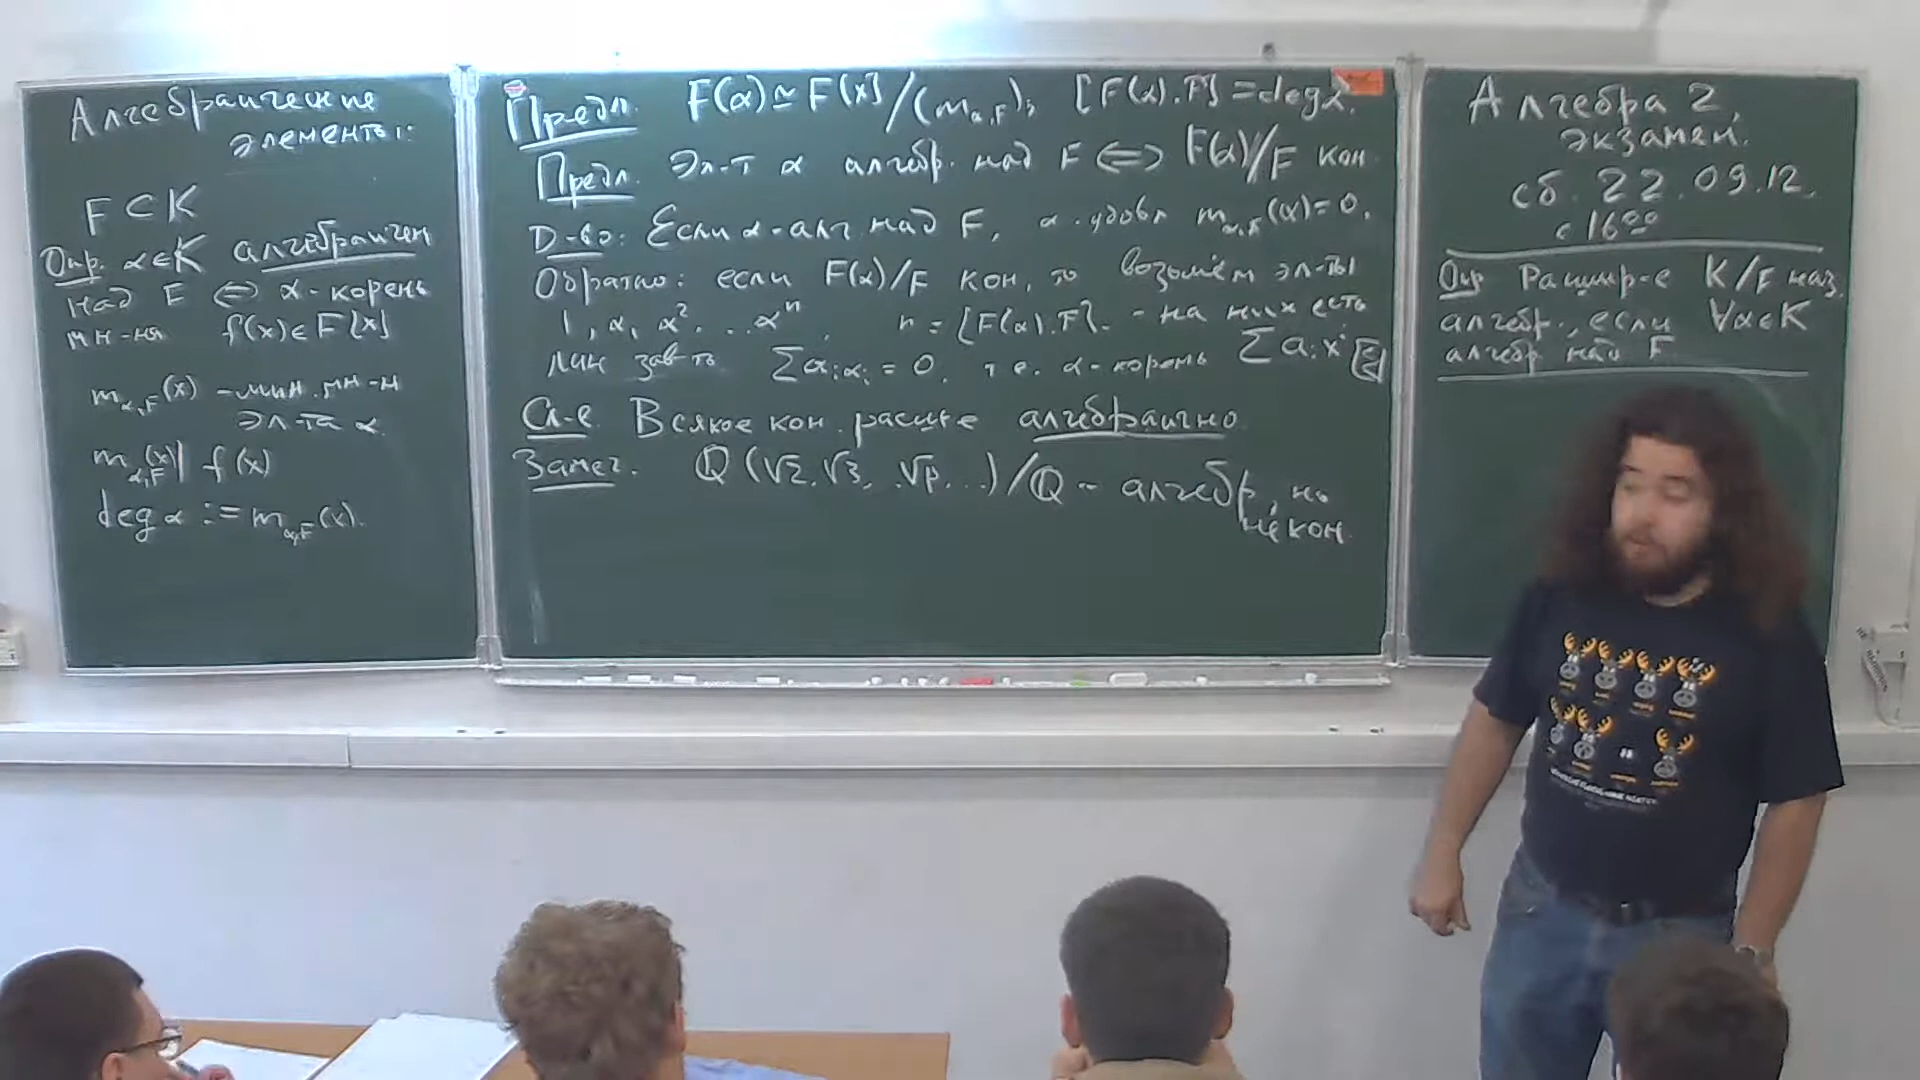 Алгебраические
элементы:
F ⊂ K
Опр. α∈K алгебраичен
над F ⟺ α - корень
мн-на f(x)∈F[x]
m_{α,F}(x) - мин. мн-н
эл-та α
m_{α,F}(x) | f(x)
deg α := m_{α,F}(x).
Предл. F(α) ≃ F[x]/(m_{α,F}); [F(α):F] = deg α.
Предл. Эл-т α алгебр. над F ⟺ F(α)/F кон
Д-во: Если α - алг над F, α удовл m_{α,F}(α)=0.
Обратно: если F(α)/F кон, то возьмём эл-ты
1, α, α² ... αⁿ, n = [F(α):F]. - на них есть
лин зав-ть ∑a_i α_i = 0, т.е. α - корень ∑a_i x^i
Сл-е Всякое кон. расш-е алгебраично
Замеч. ℚ(√2, √3, √p, ...)/ℚ - алгебр, но
не кон.
Алгебра 2,
экзамен.
сб. 22.09.12,
с 16⁰⁰
Опр Расшир-е K/F наз.
алгебр., если ∀α∈K
алгебр над F